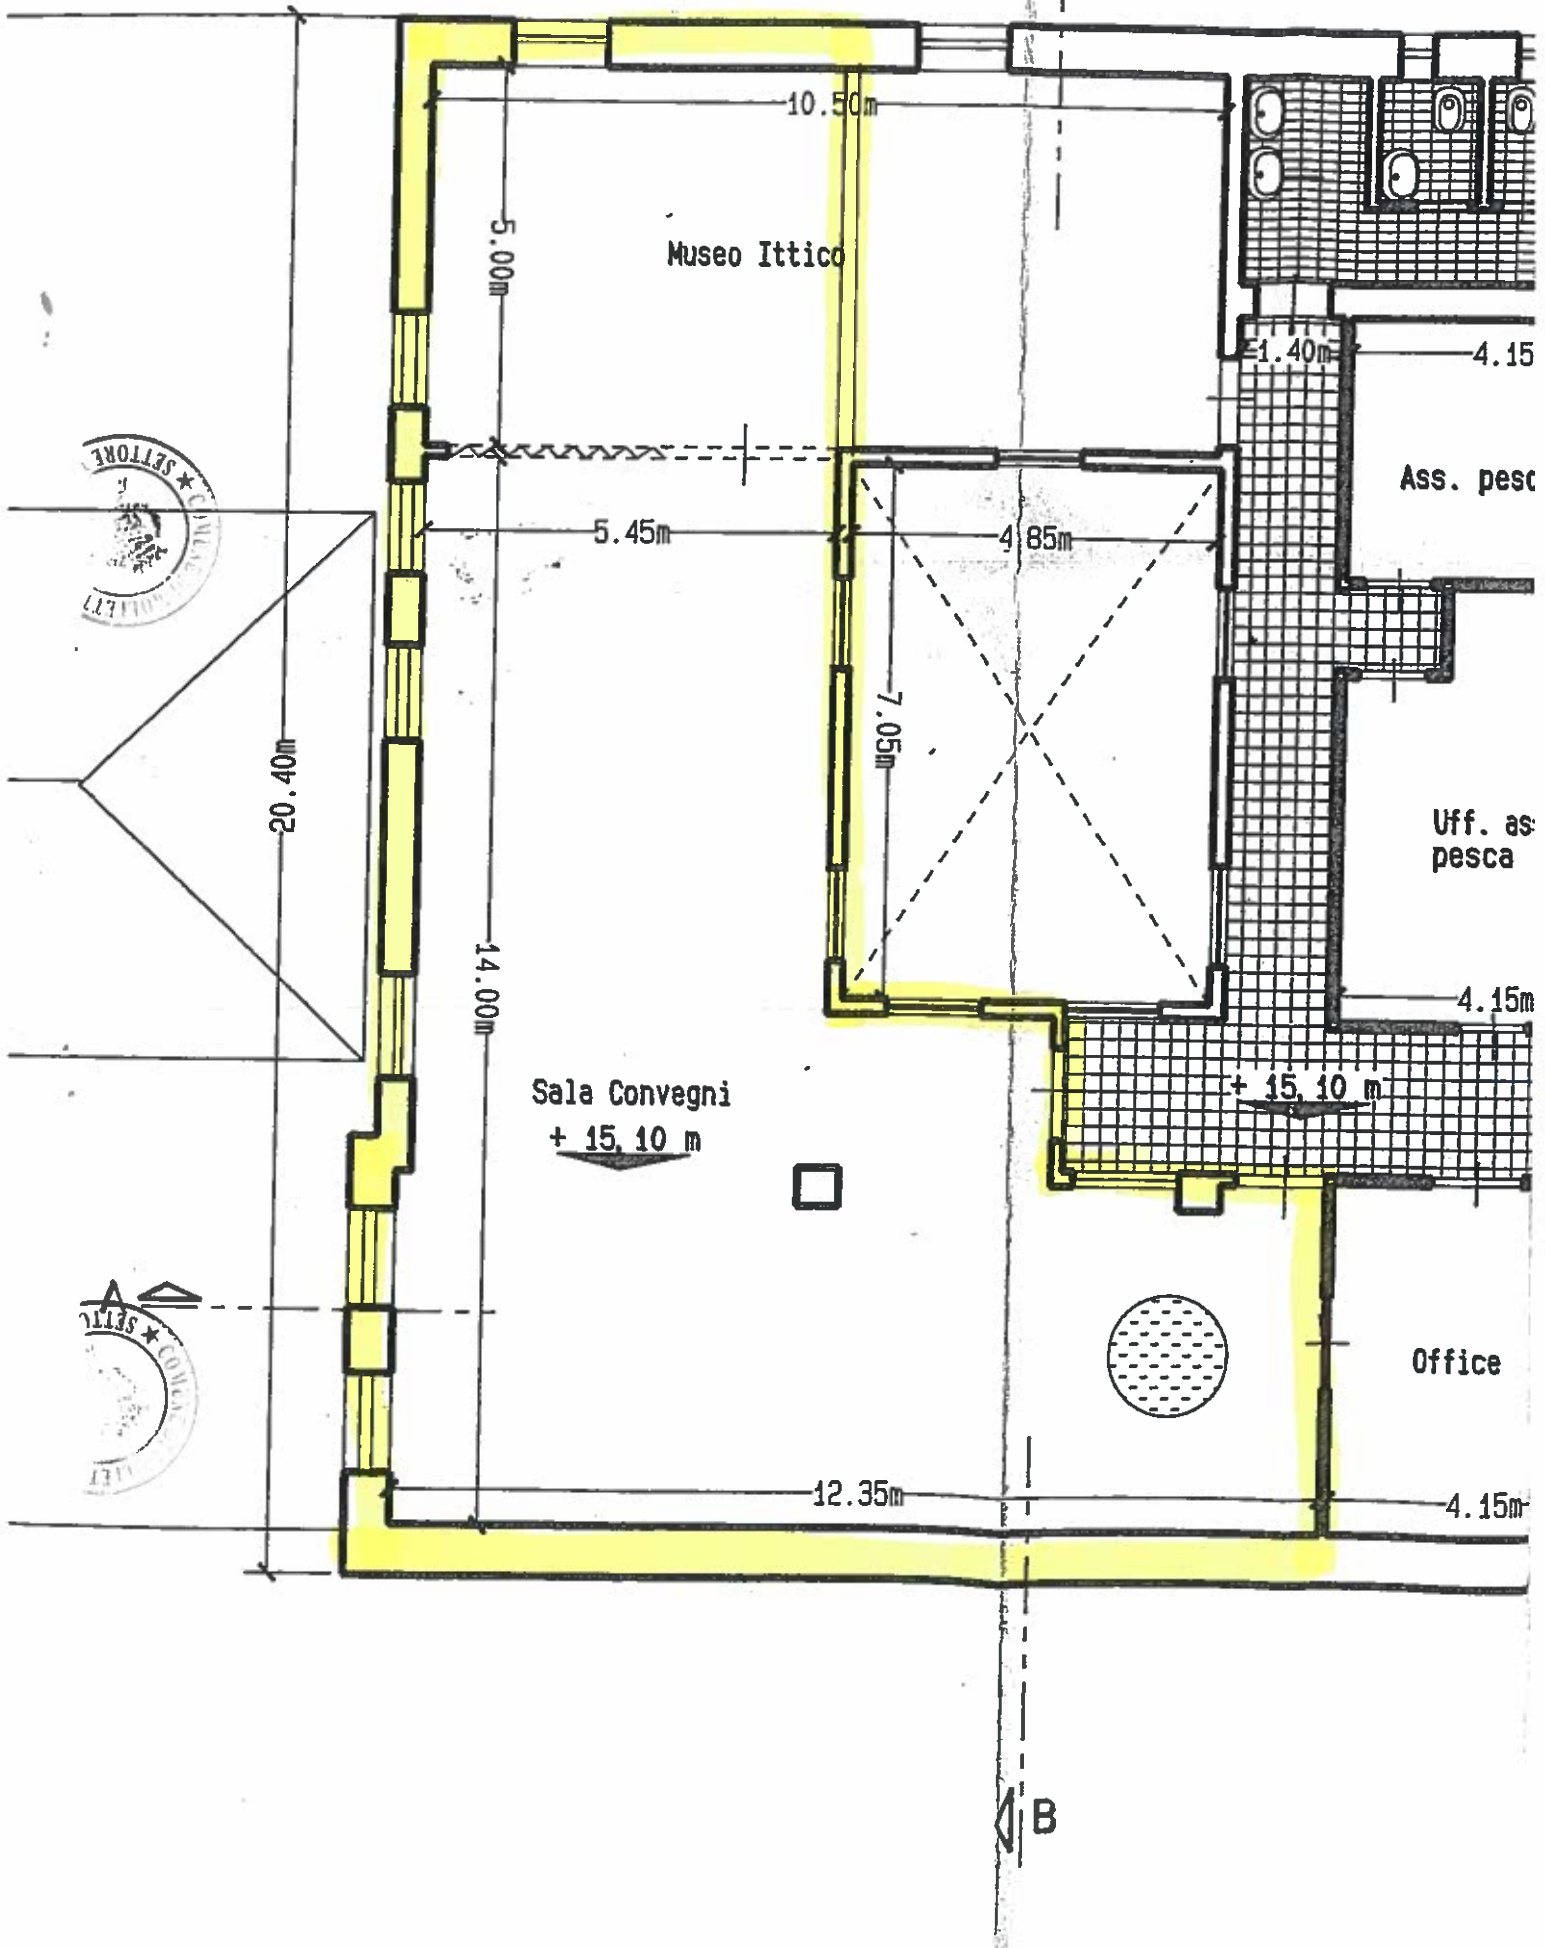 10.50m
5.00m
Museo Ittico
1.40m
4.15
SETTORE
Ass. pesc
5.45m
4.85m
7.05m
20.40m
Uff. as
pesca
14.00m
4.15m
Sala Convegni
+ 15,10 m
+ 15,10 m
A
Office
12.35m
4.15m
B